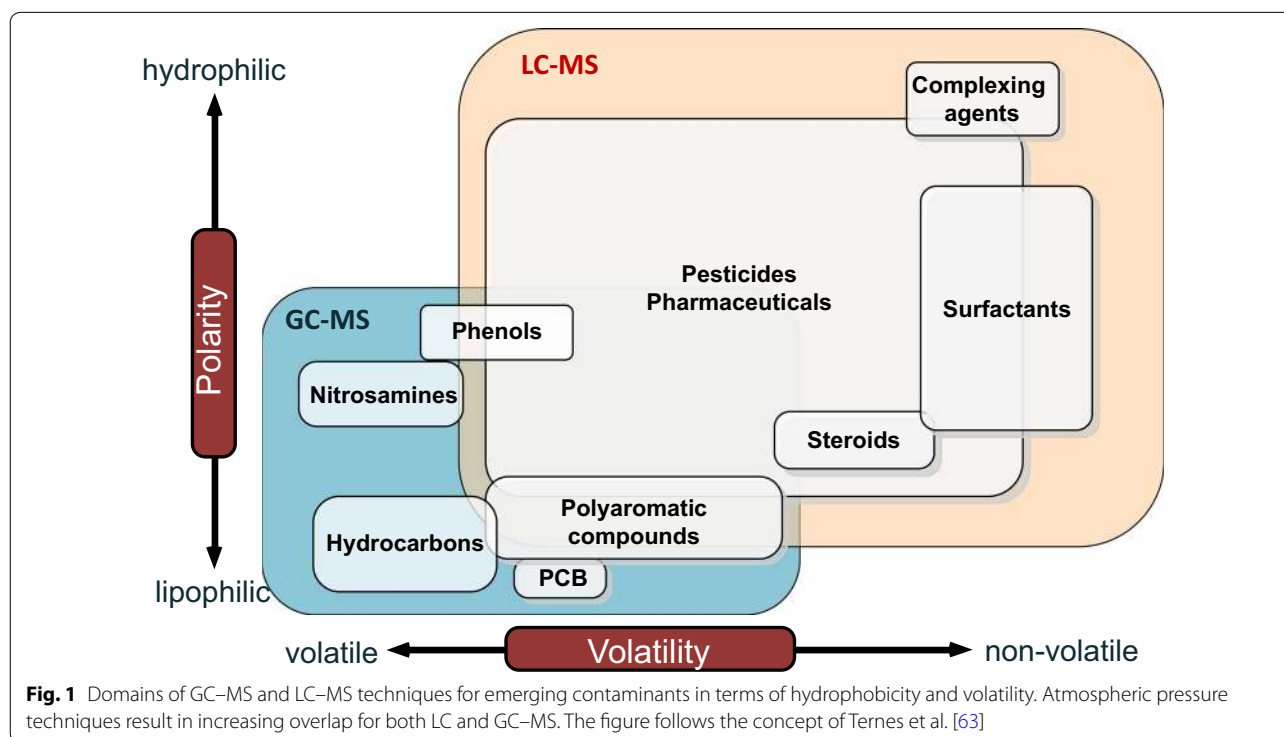 hydrophilic
LC-MS
Complexing
agents
Polarity
Pesticides
Pharmaceuticals
Surfactants
GC-MS
Phenols
Nitrosamines
Steroids
Polyaromatic
compounds
Hydrocarbons
PCB
lipophilic
volatile
Volatility
non-volatile
Fig. 1 Domains of GC–MS and LC–MS techniques for emerging contaminants in terms of hydrophobicity and volatility. Atmospheric pressure
techniques result in increasing overlap for both LC and GC–MS. The figure follows the concept of Ternes et al. [63]